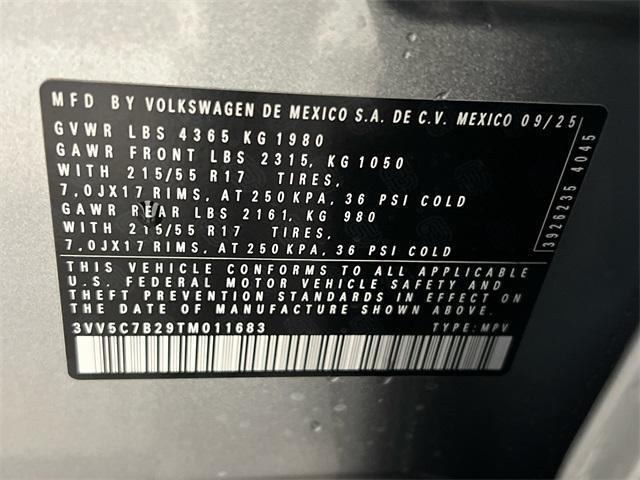 MFD BY VOLKSWAGEN DE MEXICO S.A. DE C.V. MEXICO 09/25
GVWR LBS 4365 KG 1980
GAWR FRONT LBS 2315, KG 1050
WITH 215/55 R17 TIRES,
7,0JX17 RIMS, AT 250 KPA, 36 PSI COLD
GAWR REAR LBS 2161, KG 980
WITH 215/55 R17 TIRES,
7,0JX17 RIMS, AT 250 KPA, 36 PSI COLD
THIS VEHICLE CONFORMS TO ALL APPLICABLE
U.S. FEDERAL MOTOR VEHICLE SAFETY AND
THEFT PREVENTION STANDARDS IN EFFECT ON
THE DATE OF MANUFACTURE SHOWN ABOVE.
3VV5C7B29TM011683 TYPE: MPV
3926235 4045